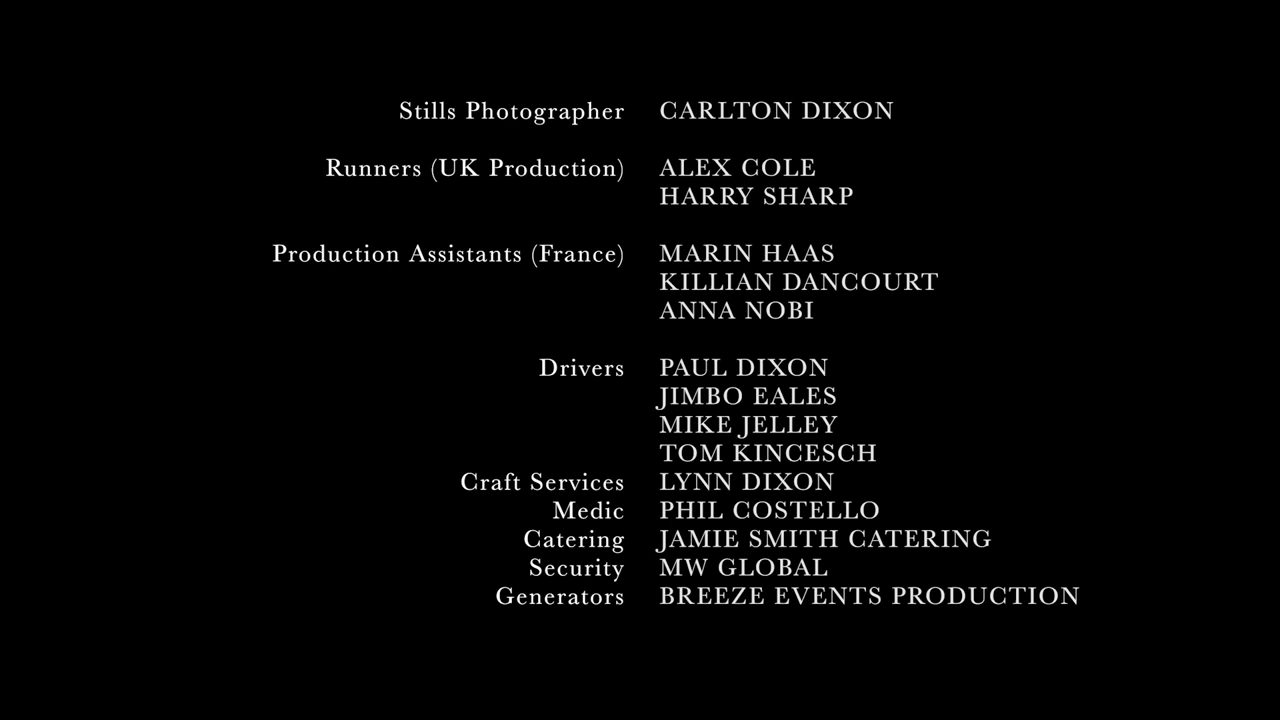 Stills Photographer CARLTON DIXON
Runners (UK Production) ALEX COLE
HARRY SHARP
Production Assistants (France) MARIN HAAS
KILLIAN DANCOURT
ANNA NOBI
Drivers PAUL DIXON
JIMBO EALES
MIKE JELLEY
TOM KINCESCH
Craft Services LYNN DIXON
Medic PHIL COSTELLO
Catering JAMIE SMITH CATERING
Security MW GLOBAL
Generators BREEZE EVENTS PRODUCTION